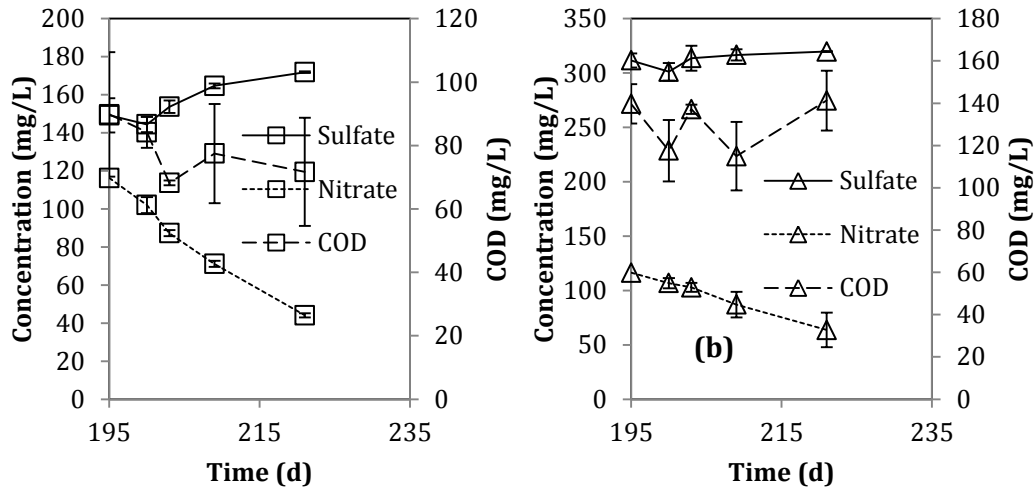 200
180
160
140
120
100
80
60
40
20
0
Concentration (mg/L)
120
100
80
60
40
20
0
COD (mg/L)
Sulfate
Nitrate
COD
195 215 235
Time (d)
350
300
250
200
150
100
50
0
Concentration (mg/L)
180
160
140
120
100
80
60
40
20
0
COD (mg/L)
Sulfate
Nitrate
COD
(b)
195 215 235
Time (d)